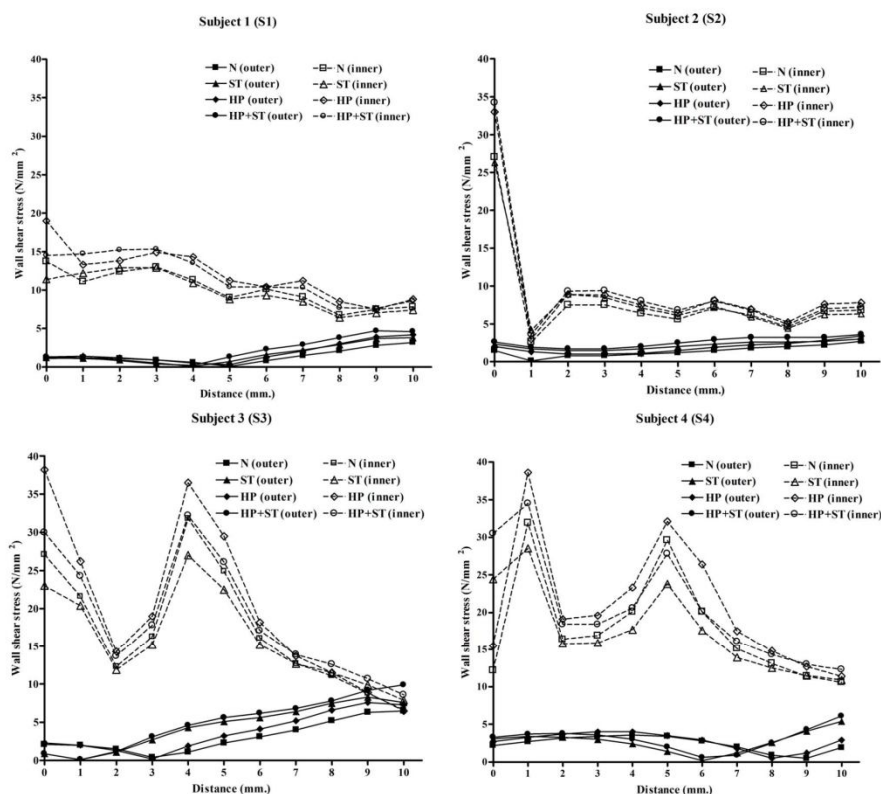 Subject 1 (S1)
N (outer) N (inner)
ST (outer) ST (inner)
HP (outer) HP (inner)
HP+ST (outer) HP+ST (inner)
Wall shear stress (N/mm²)
40
35
30
25
20
15
10
5
0
0 1 2 3 4 5 6 7 8 9 10
Distance (mm.)
Subject 2 (S2)
N (outer) N (inner)
ST (outer) ST (inner)
HP (outer) HP (inner)
HP+ST (outer) HP+ST (inner)
Wall shear stress (N/mm²)
40
35
30
25
20
15
10
5
0
0 1 2 3 4 5 6 7 8 9 10
Distance (mm.)
Subject 3 (S3)
N (outer) N (inner)
ST (outer) ST (inner)
HP (outer) HP (inner)
HP+ST (outer) HP+ST (inner)
Wall shear stress (N/mm²)
40
35
30
25
20
15
10
5
0
0 1 2 3 4 5 6 7 8 9 10
Distance (mm.)
Subject 4 (S4)
N (outer) N (inner)
ST (outer) ST (inner)
HP (outer) HP (inner)
HP+ST (outer) HP+ST (inner)
Wall shear stress (N/mm²)
40
35
30
25
20
15
10
5
0
0 1 2 3 4 5 6 7 8 9 10
Distance (mm.)